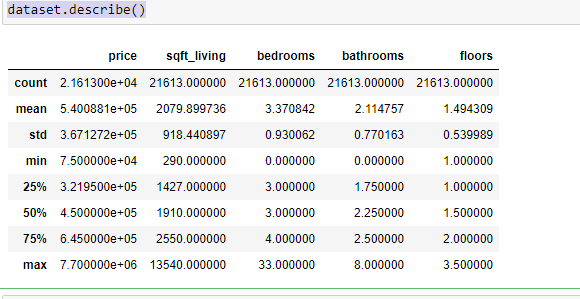 dataset.describe()
price sqft_living bedrooms bathrooms floors
count 2.161300e+04 21613.000000 21613.000000 21613.000000 21613.000000
mean 5.400881e+05 2079.899736 3.370842 2.114757 1.494309
std 3.671272e+05 918.440897 0.930062 0.770163 0.539989
min 7.500000e+04 290.000000 0.000000 0.000000 1.000000
25% 3.219500e+05 1427.000000 3.000000 1.750000 1.000000
50% 4.500000e+05 1910.000000 3.000000 2.250000 1.500000
75% 6.450000e+05 2550.000000 4.000000 2.500000 2.000000
max 7.700000e+06 13540.000000 33.000000 8.000000 3.500000